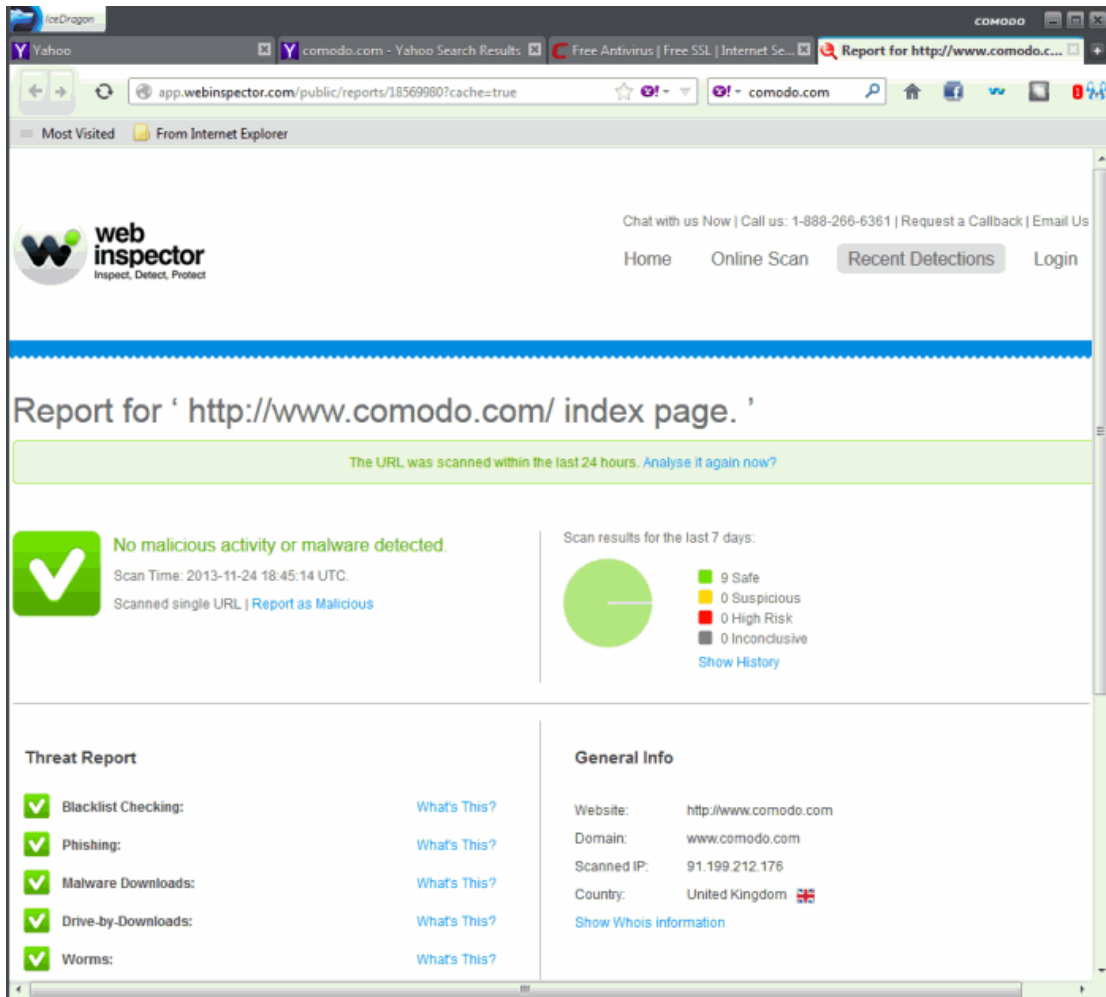 IceDragon
COMODO
Yahoo
comodo.com - Yahoo Search Results
Free Antivirus | Free SSL | Internet Se...
Report for http://www.comodo.c...
app.webinspector.com/public/reports/18569980?cache=true
comodo.com
Most Visited
From Internet Explorer
web
inspector
Inspect, Detect, Protect
Chat with us Now | Call us: 1-888-266-6361 | Request a Callback | Email Us
Home Online Scan Recent Detections Login
Report for ‘ http://www.comodo.com/ index page. ’
The URL was scanned within the last 24 hours. Analyse it again now?
No malicious activity or malware detected.
Scan Time: 2013-11-24 18:45:14 UTC.
Scanned single URL | Report as Malicious
Scan results for the last 7 days:
9 Safe
0 Suspicious
0 High Risk
0 Inconclusive
Show History
Threat Report
Blacklist Checking: What's This?
Phishing: What's This?
Malware Downloads: What's This?
Drive-by-Downloads: What's This?
Worms: What's This?
General Info
Website: http://www.comodo.com
Domain: www.comodo.com
Scanned IP: 91.199.212.176
Country: United Kingdom
Show Whois information